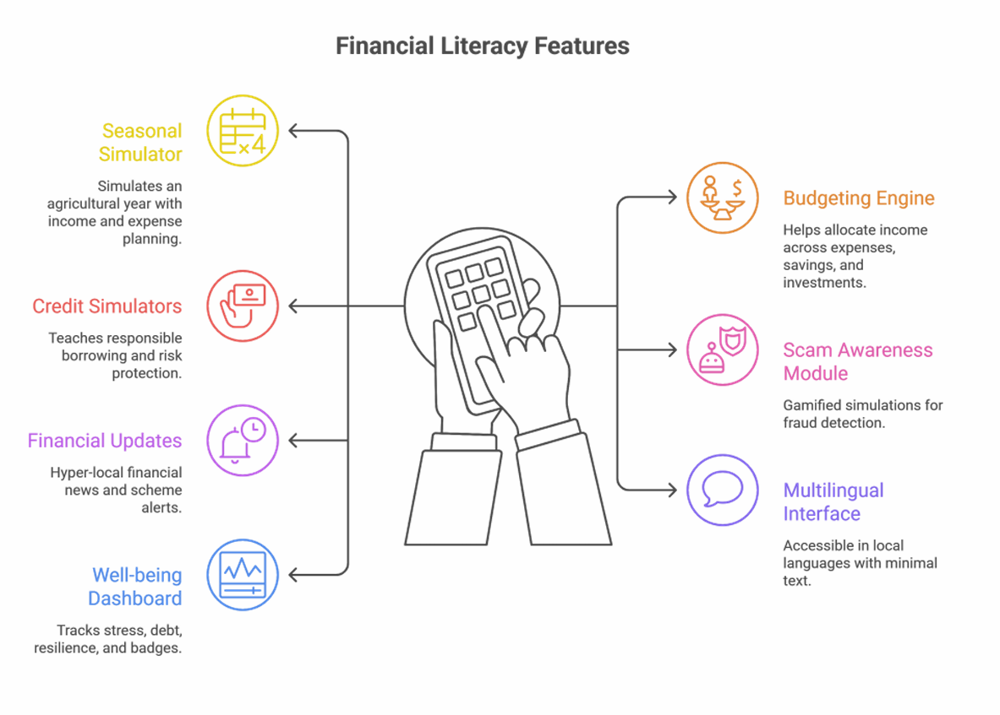 Financial Literacy Features
Seasonal
Simulator
Simulates an
agricultural year with
income and expense
planning.
Credit Simulators
Teaches responsible
borrowing and risk
protection.
Financial Updates
Hyper-local financial
news and scheme
alerts.
Well-being
Dashboard
Tracks stress, debt,
resilience, and badges.
×4
$
Budgeting Engine
Helps allocate income
across expenses,
savings, and
investments.
Scam Awareness
Module
Gamified simulations for
fraud detection.
Multilingual
Interface
Accessible in local
languages with minimal
text.